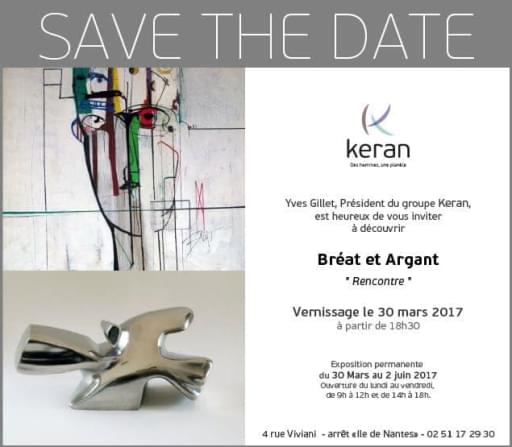 SAVE THE DATE
keran
Des hommes, une planète
Yves Gillet, Président du groupe Keran,
est heureux de vous inviter
à découvrir
Bréat et Argant
" Rencontre "
Vernissage le 30 mars 2017
à partir de 18h30
Exposition permanente
du 30 Mars au 2 juin 2017
Ouverture du lundi au vendredi,
de 9h à 12h et de 14h à 18h.
4 rue Viviani - arrêt «Ile de Nantes» - 02 51 17 29 30